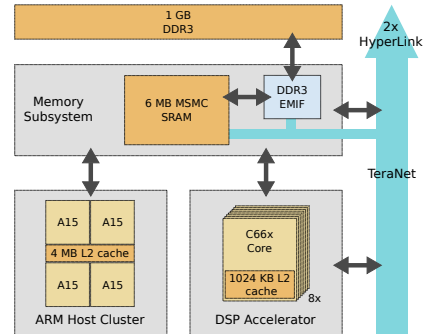 1 GB
DDR3
2x
HyperLink
Memory
Subsystem
6 MB MSMC
SRAM
DDR3
EMIF
TeraNet
A15
A15
4 MB L2 cache
A15
A15
ARM Host Cluster
C66x
Core
1024 KB L2
cache
8x
DSP Accelerator